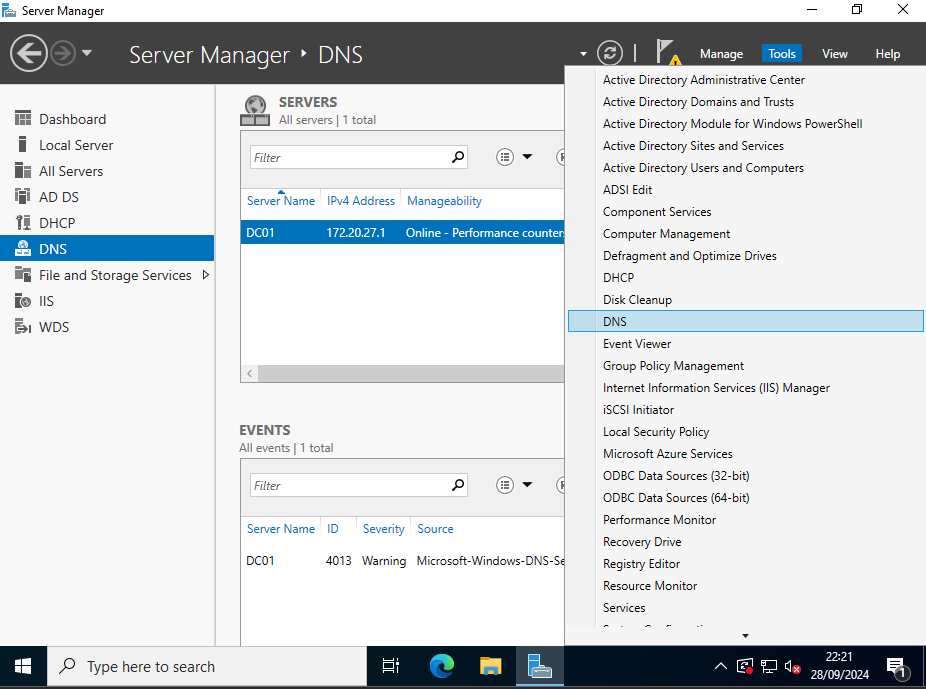 Server Manager
Server Manager ‣ DNS
Manage Tools View Help
Dashboard
Local Server
All Servers
AD DS
DHCP
DNS
File and Storage Services
IIS
WDS
SERVERS
All servers | 1 total
Filter
Server Name IPv4 Address Manageability
DC01 172.20.27.1 Online - Performance counters
EVENTS
All events | 1 total
Filter
Server Name ID Severity Source
DC01 4013 Warning Microsoft-Windows-DNS-Se
Active Directory Administrative Center
Active Directory Domains and Trusts
Active Directory Module for Windows PowerShell
Active Directory Sites and Services
Active Directory Users and Computers
ADSI Edit
Component Services
Computer Management
Defragment and Optimize Drives
DHCP
Disk Cleanup
DNS
Event Viewer
Group Policy Management
Internet Information Services (IIS) Manager
iSCSI Initiator
Local Security Policy
Microsoft Azure Services
ODBC Data Sources (32-bit)
ODBC Data Sources (64-bit)
Performance Monitor
Recovery Drive
Registry Editor
Resource Monitor
Services
Type here to search
22:21
28/09/2024
1